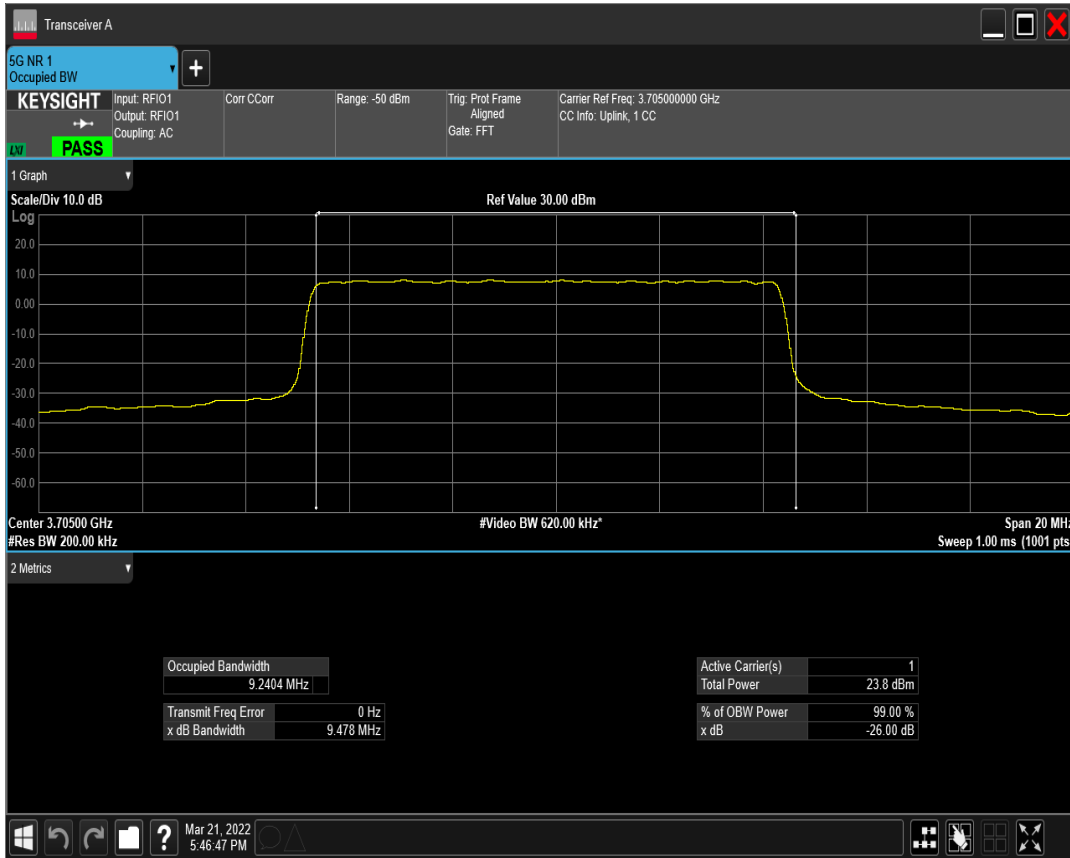 Transceiver A
5G NR 1
Occupied BW
KEYSIGHT
LXI
PASS
Input: RFIO1
Output: RFIO1
Coupling: AC
Corr CCorr
Range: -50 dBm
Trig: Prot Frame
Aligned
Gate: FFT
Carrier Ref Freq: 3.705000000 GHz
CC Info: Uplink, 1 CC
1 Graph
Scale/Div 10.0 dB
Ref Value 30.00 dBm
Log
20.0
10.0
0.00
-10.0
-20.0
-30.0
-40.0
-50.0
-60.0
Center 3.70500 GHz
#Video BW 620.00 kHz*
Span 20 MHz
#Res BW 200.00 kHz
Sweep 1.00 ms (1001 pts
2 Metrics
Occupied Bandwidth
9.2404 MHz
Transmit Freq Error 0 Hz
x dB Bandwidth 9.478 MHz
Active Carrier(s) 1
Total Power 23.8 dBm
% of OBW Power 99.00 %
x dB -26.00 dB
?
Mar 21, 2022
5:46:47 PM